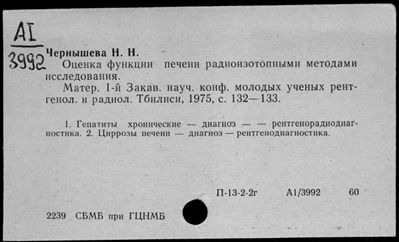 AI
3992
Чернышева Н. Н.
Оценка функции печени радиоизотопными методами
исследования.
Матер. 1-й Закав. науч. конф. молодых ученых рент-
генол. и радиол. Тбилиси, 1975, с. 132—133.
1. Гепатиты хронические — диагноз — — рентгенорадиодиаг-
ностика. 2. Циррозы печени — диагноз — рентгенодиагностика.
П-13-2-2г А1/3992 60
2239 СБМБ при ГЦНМБ